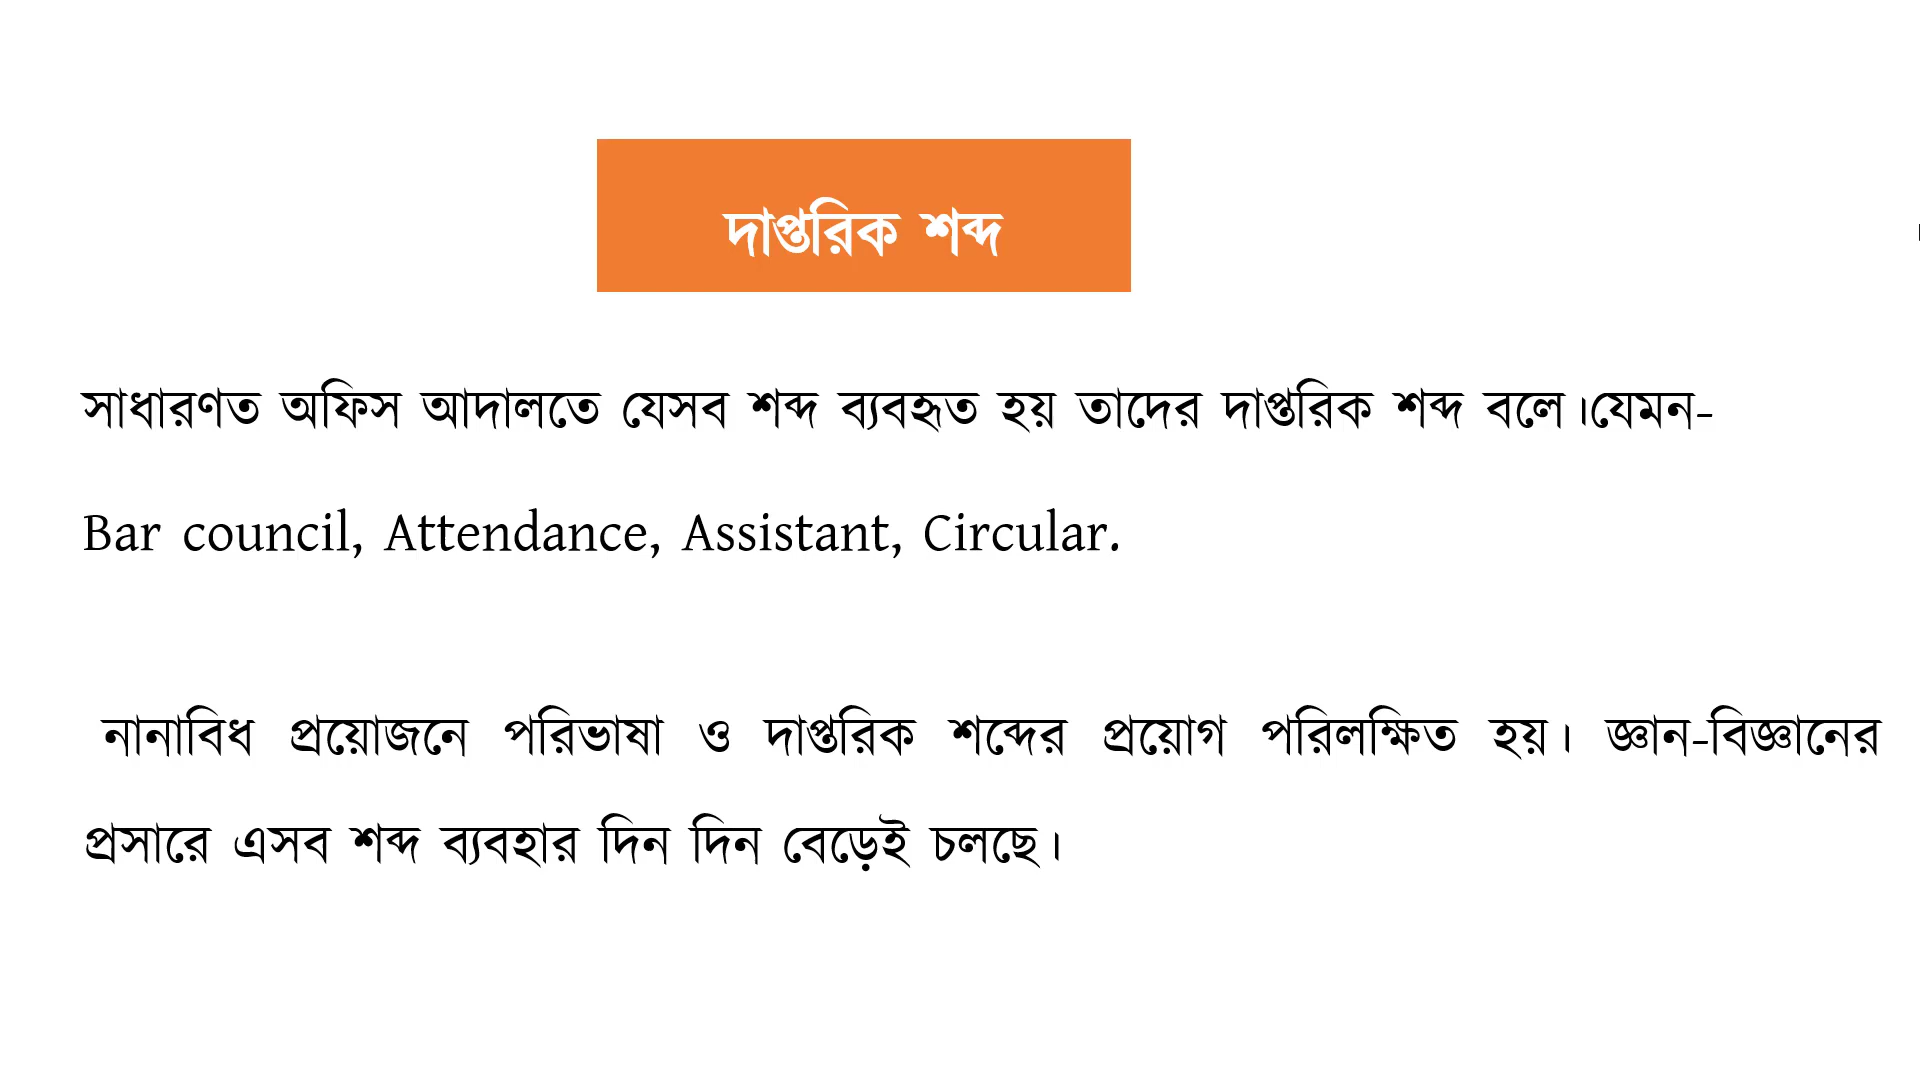 দাপ্তরিক শব্দ
সাধারণত অফিস আদালতে যেসব শব্দ ব্যবহৃত হয় তাদের দাপ্তরিক শব্দ বলে।যেমন-
Bar council, Attendance, Assistant, Circular.
নানাবিধ প্রয়োজনে পরিভাষা ও দাপ্তরিক শব্দের প্রয়োগ পরিলক্ষিত হয়। জ্ঞান-বিজ্ঞানের
প্রসারে এসব শব্দ ব্যবহার দিন দিন বেড়েই চলছে।